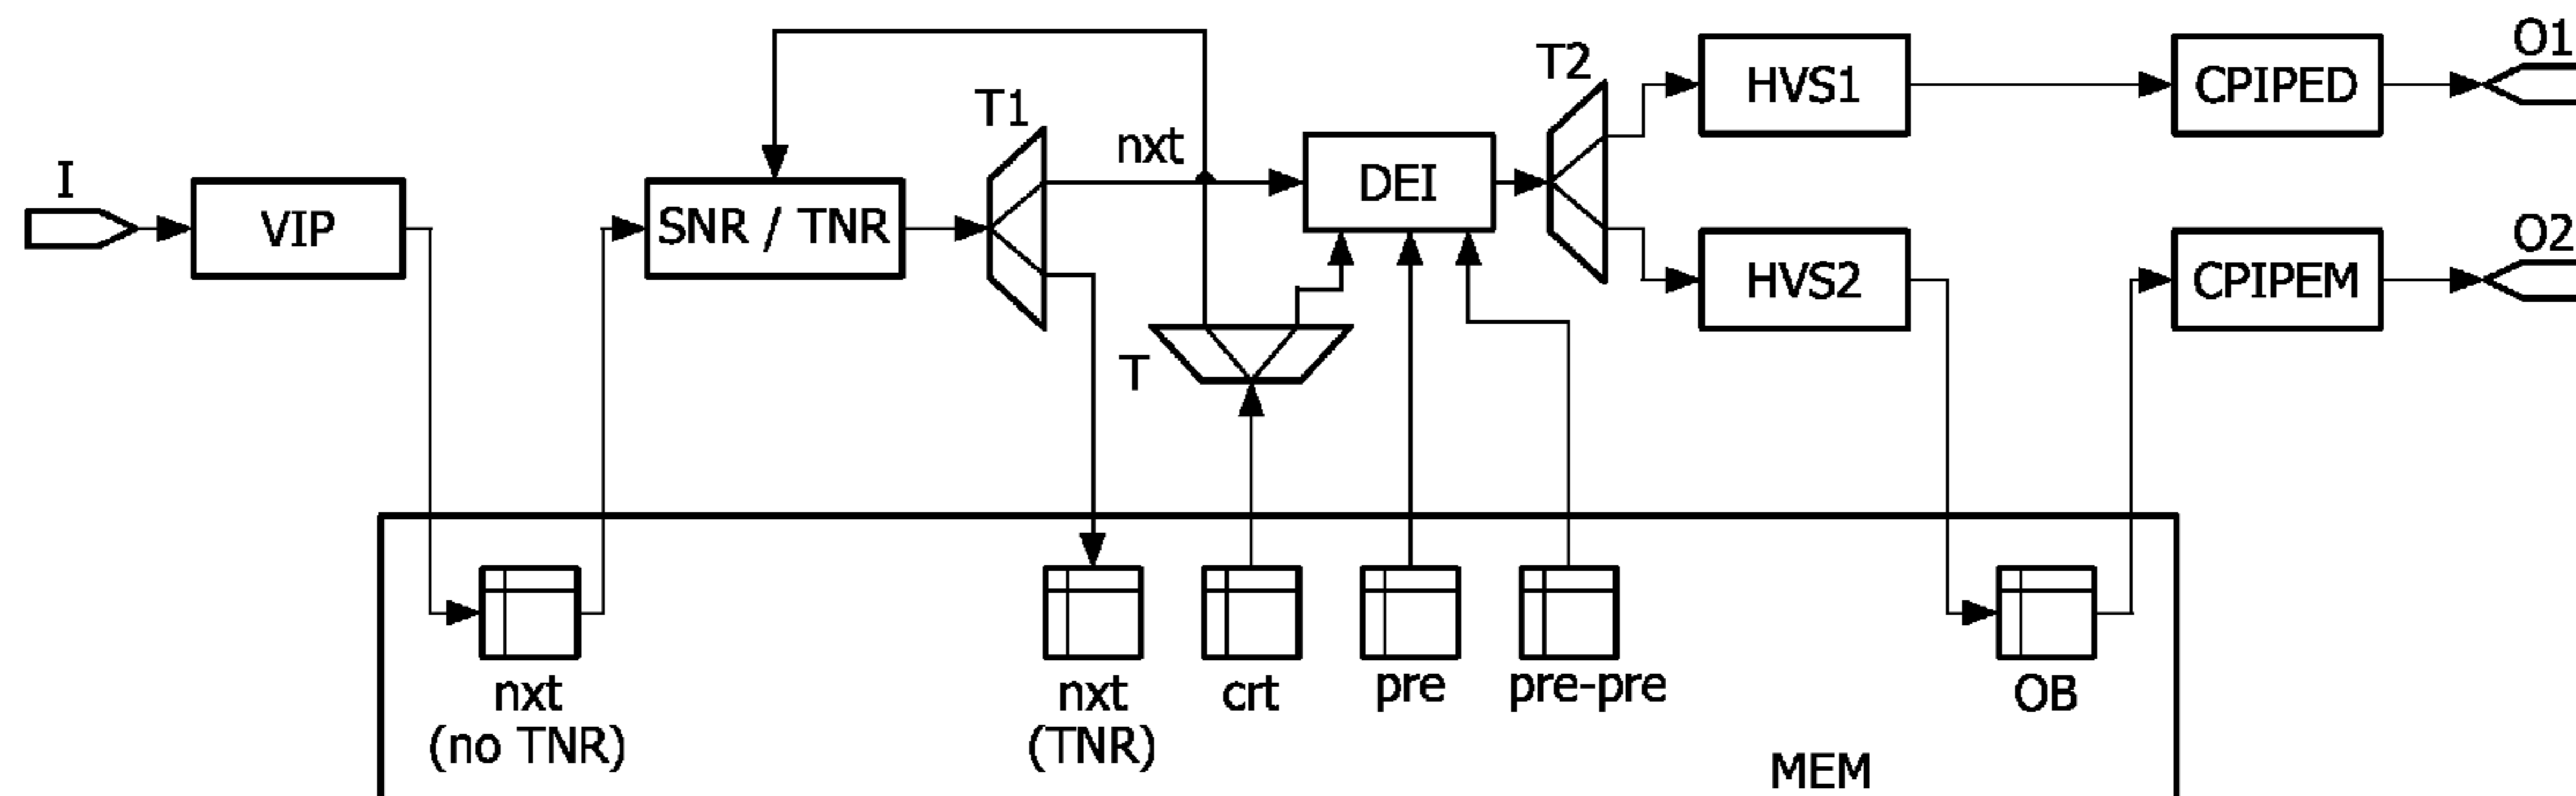 I
VIP
SNR / TNR
T1
nxt
T
DEI
T2
HVS1
HVS2
CPIPED
CPIPEM
O1
O2
nxt
(no TNR)
nxt
(TNR)
crt
pre
pre-pre
OB
MEM